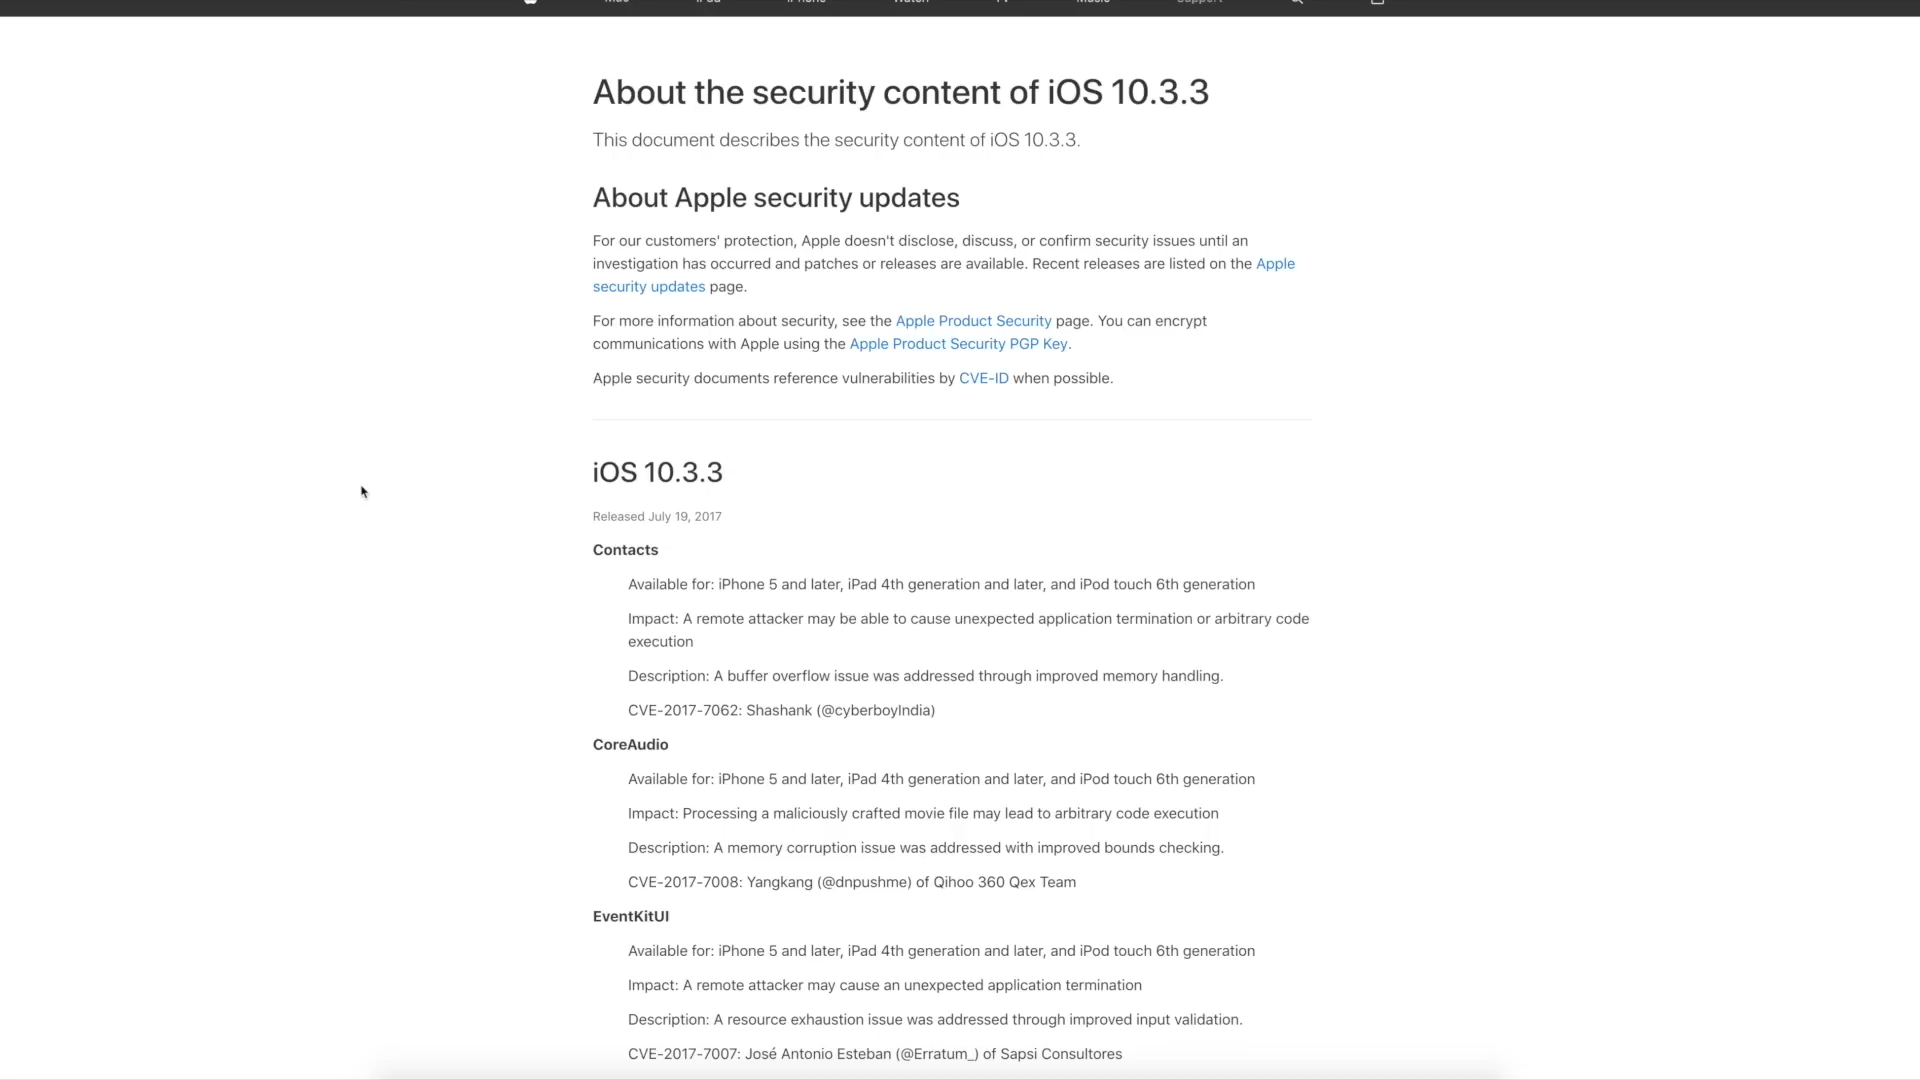 Mac iPad iPhone Watch TV Music Support
About the security content of iOS 10.3.3
This document describes the security content of iOS 10.3.3.
About Apple security updates
For our customers' protection, Apple doesn't disclose, discuss, or confirm security issues until an
investigation has occurred and patches or releases are available. Recent releases are listed on the Apple
security updates page.
For more information about security, see the Apple Product Security page. You can encrypt
communications with Apple using the Apple Product Security PGP Key.
Apple security documents reference vulnerabilities by CVE-ID when possible.
iOS 10.3.3
Released July 19, 2017
Contacts
Available for: iPhone 5 and later, iPad 4th generation and later, and iPod touch 6th generation
Impact: A remote attacker may be able to cause unexpected application termination or arbitrary code
execution
Description: A buffer overflow issue was addressed through improved memory handling.
CVE-2017-7062: Shashank (@cyberboyIndia)
CoreAudio
Available for: iPhone 5 and later, iPad 4th generation and later, and iPod touch 6th generation
Impact: Processing a maliciously crafted movie file may lead to arbitrary code execution
Description: A memory corruption issue was addressed with improved bounds checking.
CVE-2017-7008: Yangkang (@dnpushme) of Qihoo 360 Qex Team
EventKitUI
Available for: iPhone 5 and later, iPad 4th generation and later, and iPod touch 6th generation
Impact: A remote attacker may cause an unexpected application termination
Description: A resource exhaustion issue was addressed through improved input validation.
CVE-2017-7007: José Antonio Esteban (@Erratum_) of Sapsi Consultores